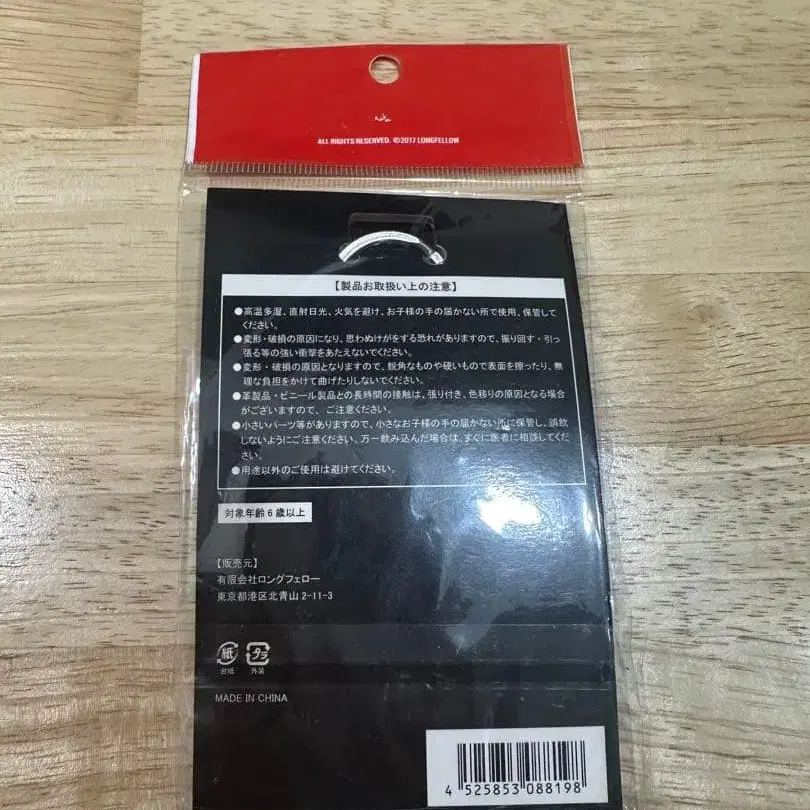 ALL RIGHTS RESERVED. ©2017 LONGFELLOW
【製品お取扱い上の注意】
●高温多湿、直射日光、火気を避け、お子様の手の届かない所で使用、保管して
ください。
●変形・破損の原因になり、思わぬけがをする恐れがありますので、振り回す・引っ
張る等の強い衝撃をあたえないでください。
●変形・破損の原因となりますので、鋭角なものや硬いもので表面を擦ったり、無
理な負担をかけて曲げたりしないでください。
●革製品・ビニール製品との長時間の接触は、張り付き、色移りの原因となる場合
がございますので、ご注意ください。
●小さいパーツ等がありますので、小さなお子様の手の届かない所に保管し、誤飲
しないようにご注意ください。万一飲み込んだ場合は、すぐに医者に相談してくだ
さい。
●用途以外のご使用は避けてください。
対象年齢6歳以上
【販売元】
有限会社ロングフェロー
東京都港区北青山2-11-3
紙 プラ
台紙 外装
MADE IN CHINA
4 525853 088198